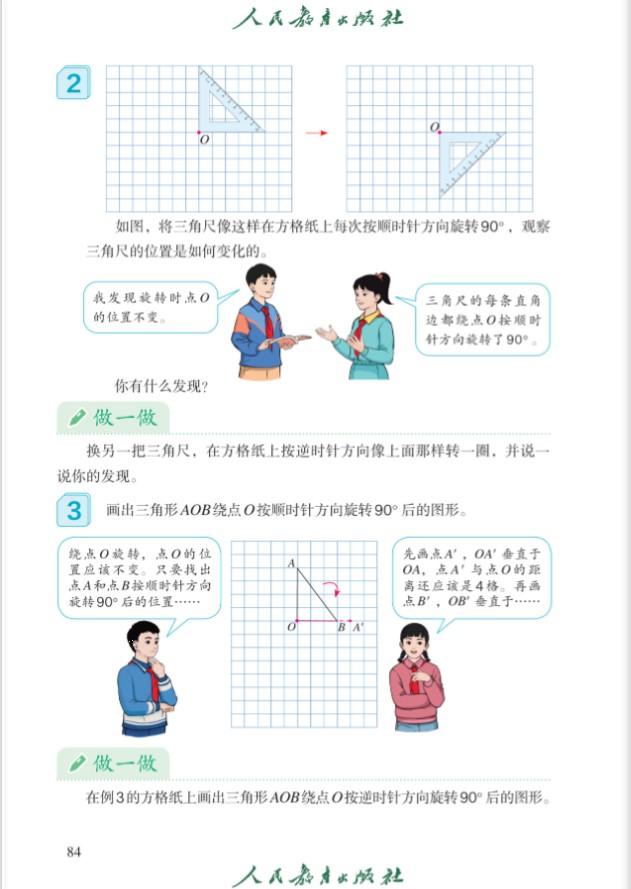 人民教育出版社
2
O
O
如图，将三角尺像这样在方格纸上每次按顺时针方向旋转90°，观察
三角尺的位置是如何变化的。
我发现旋转时点O
的位置不变。
三角尺的每条直角
边都绕点O按顺时
针方向旋转了90°。
你有什么发现？
做一做
换另一把三角尺，在方格纸上按逆时针方向像上面那样转一圈，并说一
说你的发现。
3 画出三角形AOB绕点O按顺时针方向旋转90°后的图形。
绕点O旋转，点O的位
置应该不变。只要找出
点A和点B按顺时针方向
旋转90°后的位置……
A
O B A′
先画点A′，OA′垂直于
OA，点A′与点O的距
离还应该是4格。再画
点B′，OB′垂直于……
做一做
在例3的方格纸上画出三角形AOB绕点O按逆时针方向旋转90°后的图形。
84
人民教育出版社